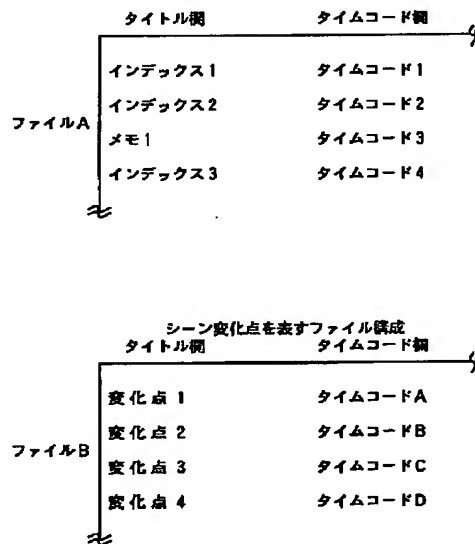 タイトル欄 タイムコード欄
インデックス1 タイムコード1
インデックス2 タイムコード2
ファイルA
メモ1 タイムコード3
インデックス3 タイムコード4
シーン変化点を表すファイル構成
タイトル欄 タイムコード欄
変化点 1 タイムコードA
変化点 2 タイムコードB
ファイルB
変化点 3 タイムコードC
変化点 4 タイムコードD